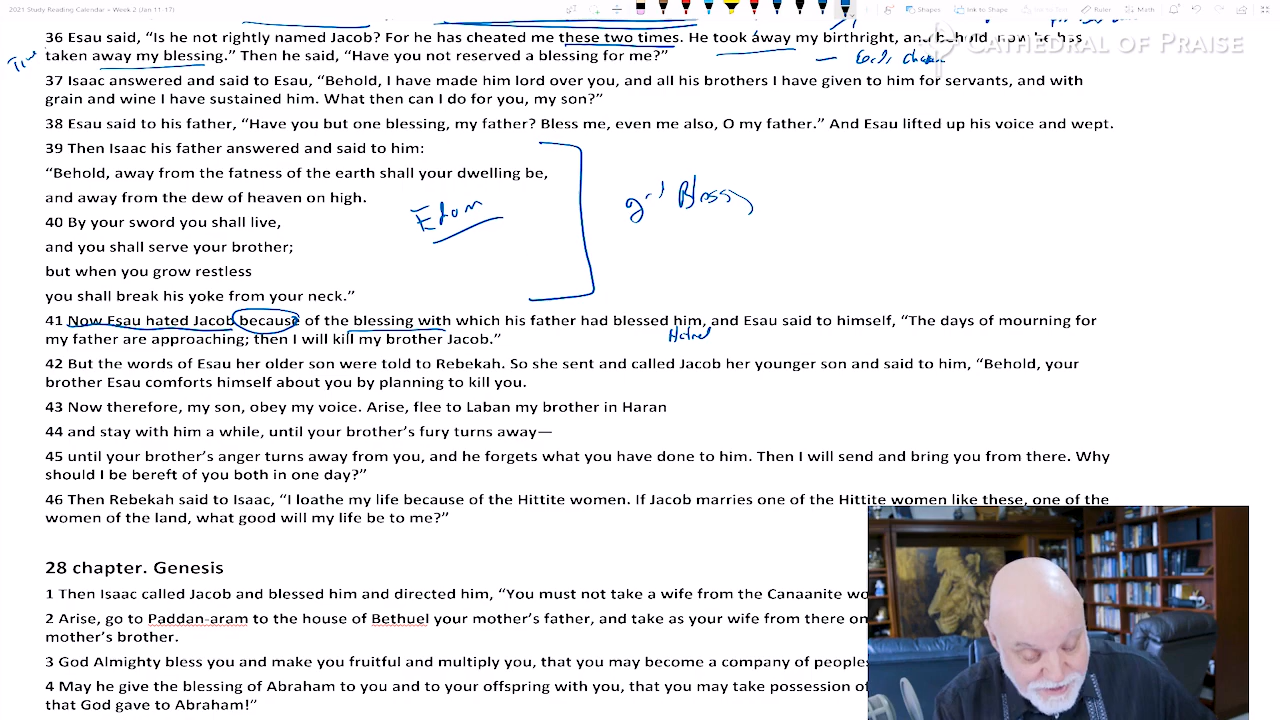 2021 Study Reading Calendar • Week 2 (Jan 11-17)
Shapes
Ink to Shape
Ink to Text
Ruler
Math
CATHEDRAL OF PRAISE
36 Esau said, “Is he not rightly named Jacob? For he has cheated me these two times. He took away my birthright, and behold, now he has
taken away my blessing.” Then he said, “Have you not reserved a blessing for me?”
37 Isaac answered and said to Esau, “Behold, I have made him lord over you, and all his brothers I have given to him for servants, and with
grain and wine I have sustained him. What then can I do for you, my son?”
38 Esau said to his father, “Have you but one blessing, my father? Bless me, even me also, O my father.” And Esau lifted up his voice and wept.
39 Then Isaac his father answered and said to him:
“Behold, away from the fatness of the earth shall your dwelling be,
and away from the dew of heaven on high.
Edom
40 By your sword you shall live,
and you shall serve your brother;
but when you grow restless
you shall break his yoke from your neck.”
41 Now Esau hated Jacob because of the blessing with which his father had blessed him, and Esau said to himself, “The days of mourning for
my father are approaching; then I will kill my brother Jacob.”
Hatred
42 But the words of Esau her older son were told to Rebekah. So she sent and called Jacob her younger son and said to him, “Behold, your
brother Esau comforts himself about you by planning to kill you.
43 Now therefore, my son, obey my voice. Arise, flee to Laban my brother in Haran
44 and stay with him a while, until your brother’s fury turns away—
45 until your brother’s anger turns away from you, and he forgets what you have done to him. Then I will send and bring you from there. Why
should I be bereft of you both in one day?”
46 Then Rebekah said to Isaac, “I loathe my life because of the Hittite women. If Jacob marries one of the Hittite women like these, one of the
women of the land, what good will my life be to me?”
28 chapter. Genesis
1 Then Isaac called Jacob and blessed him and directed him, “You must not take a wife from the Canaanite wo
2 Arise, go to Paddan-aram to the house of Bethuel your mother’s father, and take as your wife from there on
mother’s brother.
3 God Almighty bless you and make you fruitful and multiply you, that you may become a company of peoples
4 May he give the blessing of Abraham to you and to your offspring with you, that you may take possession of
that God gave to Abraham!”